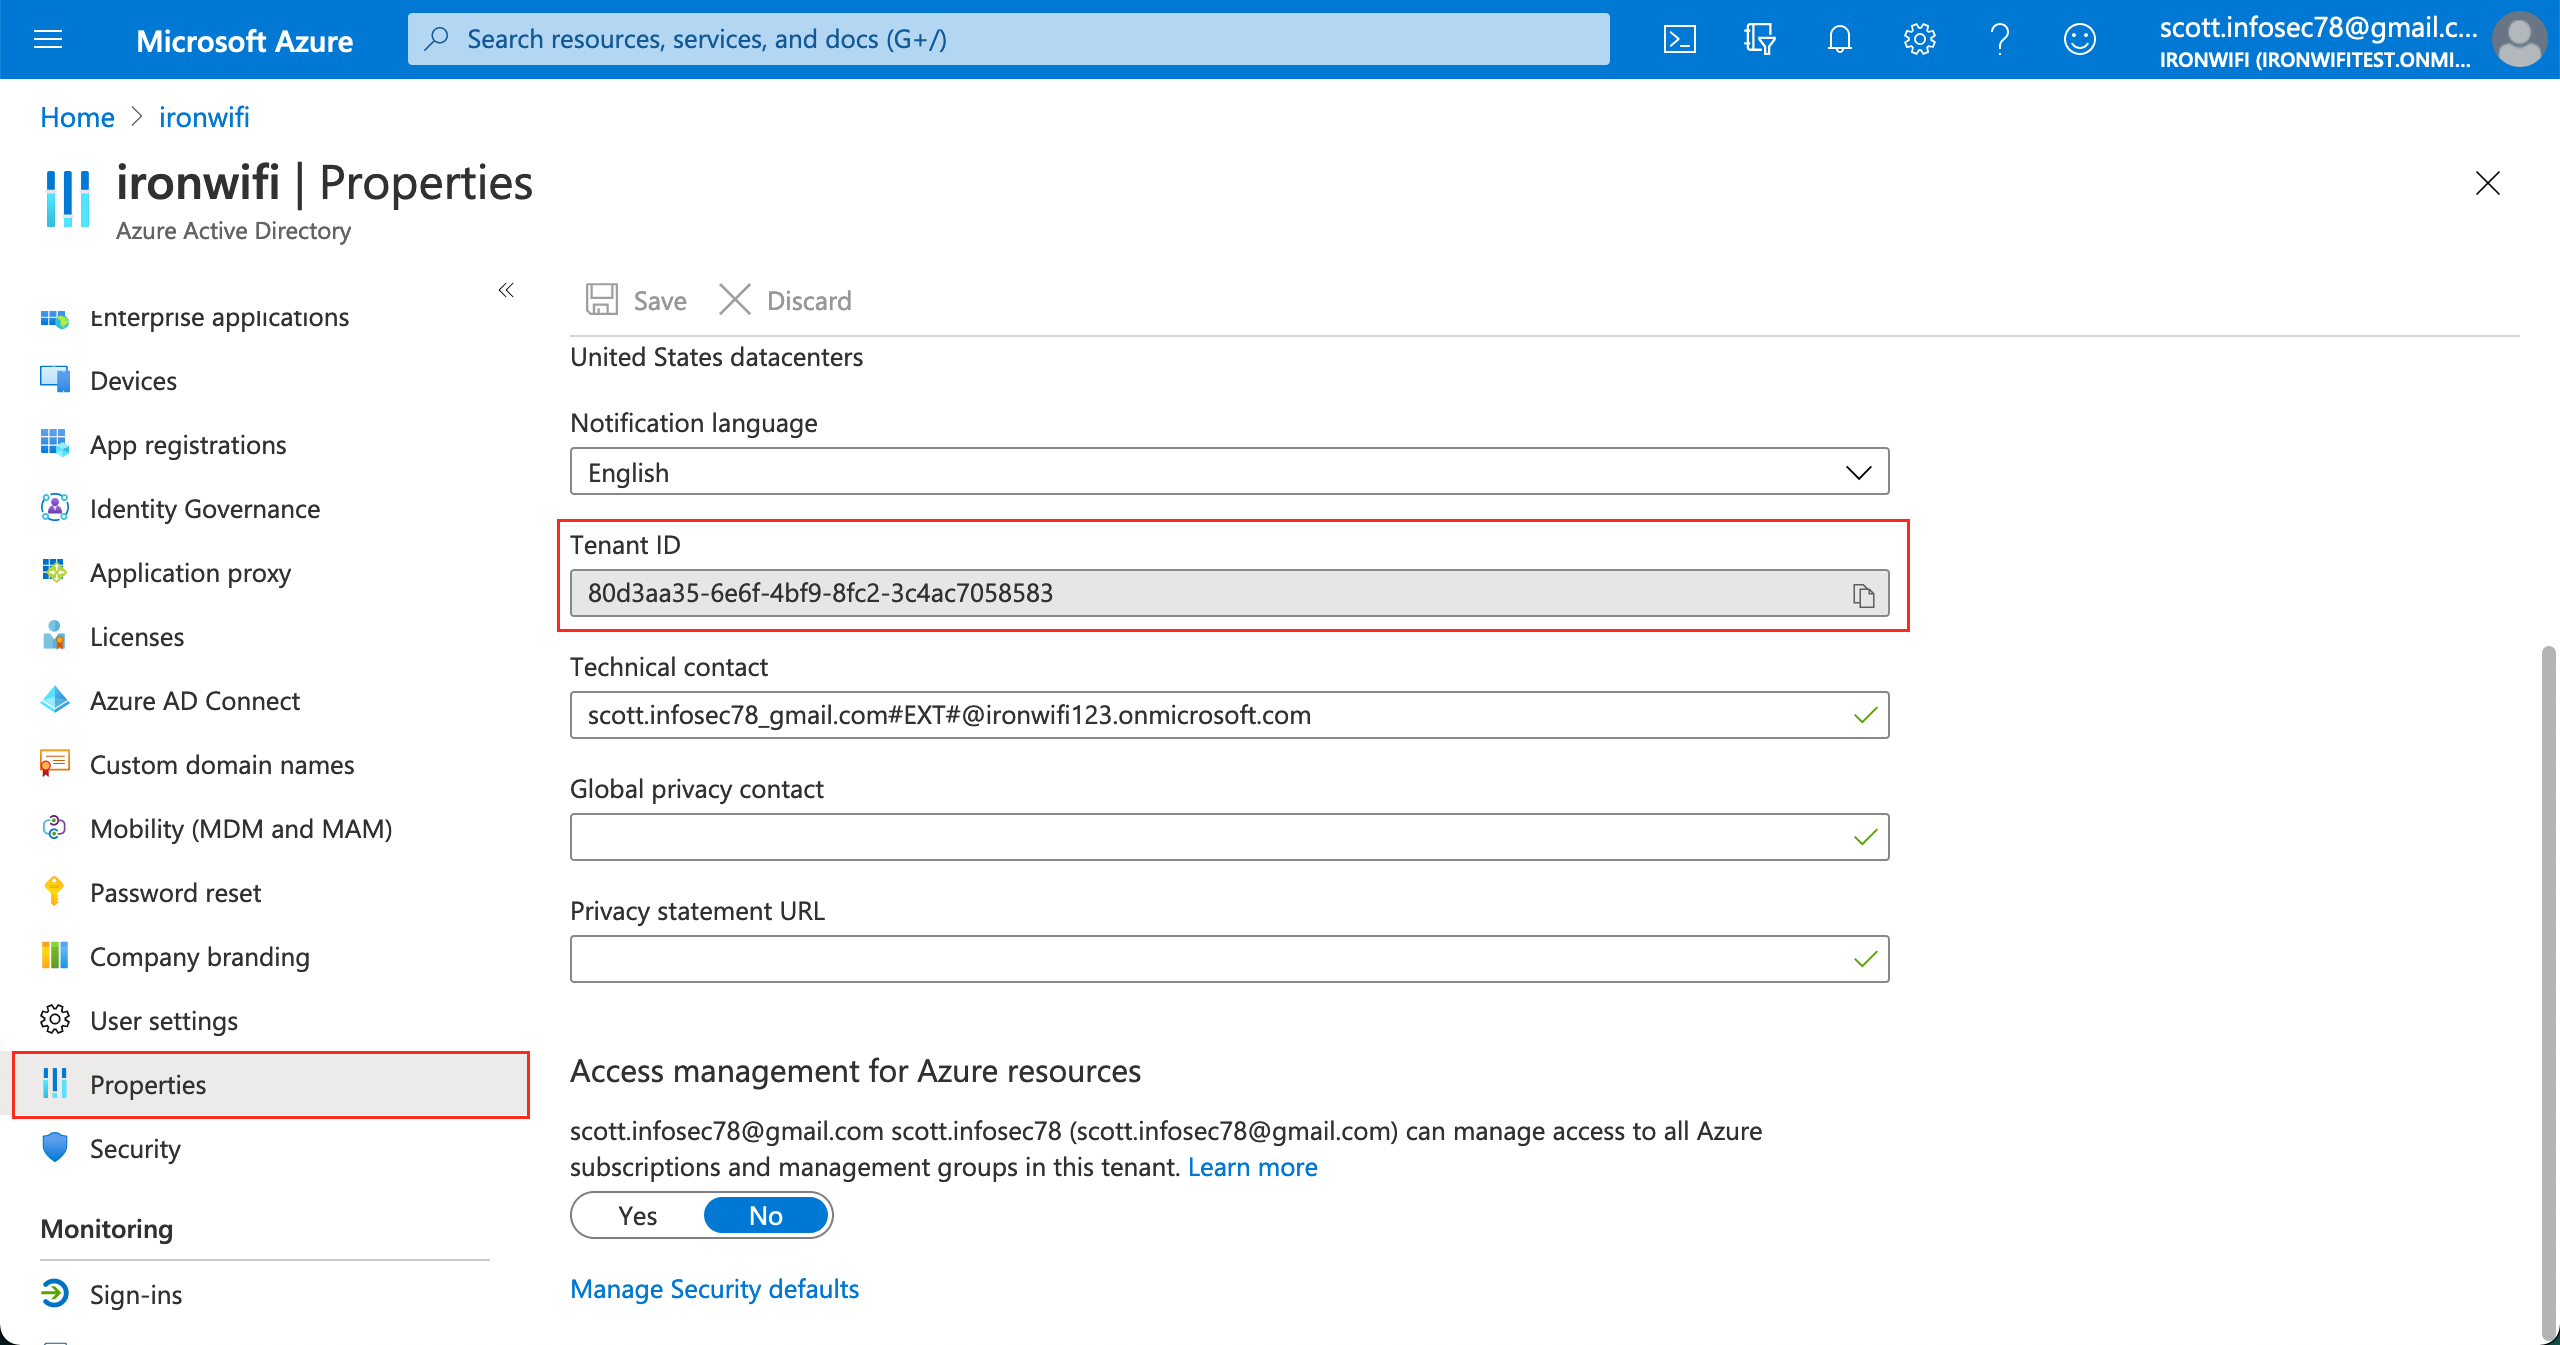 Microsoft Azure
Search resources, services, and docs (G+/)
scott.infosec78@gmail.c...
IRONWIFI (IRONWIFITEST.ONMI...
Home > ironwifi
ironwifi | Properties
Azure Active Directory
«
Enterprise applications
Devices
App registrations
Identity Governance
Application proxy
Licenses
Azure AD Connect
Custom domain names
Mobility (MDM and MAM)
Password reset
Company branding
User settings
Properties
Security
Monitoring
Sign-ins
Save Discard
United States datacenters
Notification language
English
Tenant ID
80d3aa35-6e6f-4bf9-8fc2-3c4ac7058583
Technical contact
scott.infosec78_gmail.com#EXT#@ironwifi123.onmicrosoft.com
Global privacy contact
Privacy statement URL
Access management for Azure resources
scott.infosec78@gmail.com scott.infosec78 (scott.infosec78@gmail.com) can manage access to all Azure
subscriptions and management groups in this tenant. Learn more
Yes No
Manage Security defaults